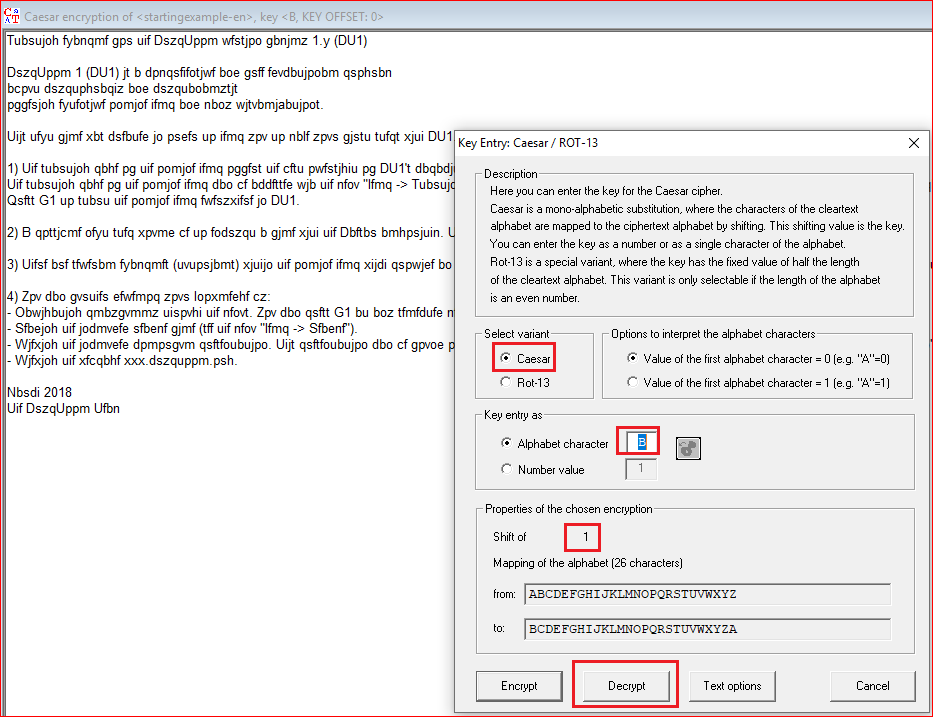 Caesar encryption of <startingexample-en>, key <B, KEY OFFSET: 0>
Tubsujoh fybnqmf gps uif DszqUppm wfstjpo gbnjmz 1.y (DU1)
DszqUppm 1 (DU1) jt b dpnqsfifotjwf boe gsff fevdbujpobm qsphsbn
bcpvu dszquphsbqiz boe dszqubobmztjt
pggfsjoh fyufotjwf pomjof ifmq boe nboz wjtvbmjabujpot.
Uijt ufyu gjmf xbt dsfbufe jo psefs up ifmq zpv up nblf zpvs gjstu tufqt xjui DU1
1) Uif tubsujoh qbhf pg uif pomjof ifmq pggfst uif cftu pwfstjhiu pg DU1't dbqbdj
Uif tubsujoh qbhf pg uif pomjof ifmq dbo cf bddfttfe wjb uif nfov "Ifmq -> Tubsujo
Qsftt G1 up tubsu uif pomjof ifmq fwfszxifsf jo DU1.
2) B qpttjcmf ofyu tufq xpvme cf up fodszqu b gjmf xjui uif Dbftbs bmhpsjuin. U
3) Uifsf bsf tfwfsbm fybnqmft (uvupsjbmt) xjuijo uif pomjof ifmq xijdi qspwjef bo
4) Zpv dbo gvsuifs efwfmpq zpvs lopxmfehf cz:
- Obwjhbujoh qmbzgvmmz uispvhi uif nfovt. Zpv dbo qsftt G1 bu boz tfmfdufe n
- Sfbejoh uif jodmvefe sfbenf gjmf (tff uif nfov "Ifmq -> Sfbenf").
- Wjfxjoh uif jodmvefe dpmpsgvm qsftfoubujpo. Uijt qsftfoubujpo dbo cf gpvoe p
- Wjfxjoh uif xfcqbhf xxx.dszquppm.psh.
Nbsdi 2018
Uif DszqUppm Ufbn
Key Entry: Caesar / ROT-13
Description
Here you can enter the key for the Caesar cipher.
Caesar is a mono-alphabetic substitution, where the characters of the cleartext
alphabet are mapped to the ciphertext alphabet by shifting. This shifting value is the key.
You can enter the key as a number or as a single character of the alphabet.
Rot-13 is a special variant, where the key has the fixed value of half the length
of the cleartext alphabet. This variant is only selectable if the length of the alphabet
is an even number.
Select variant
Caesar
Rot-13
Options to interpret the alphabet characters
Value of the first alphabet character = 0 (e.g. "A"=0)
Value of the first alphabet character = 1 (e.g. "A"=1)
Key entry as
Alphabet character B
Number value 1
Properties of the chosen encryption
Shift of 1
Mapping of the alphabet (26 characters)
from: ABCDEFGHIJKLMNOPQRSTUVWXYZ
to: BCDEFGHIJKLMNOPQRSTUVWXYZA
Encrypt Decrypt Text options Cancel